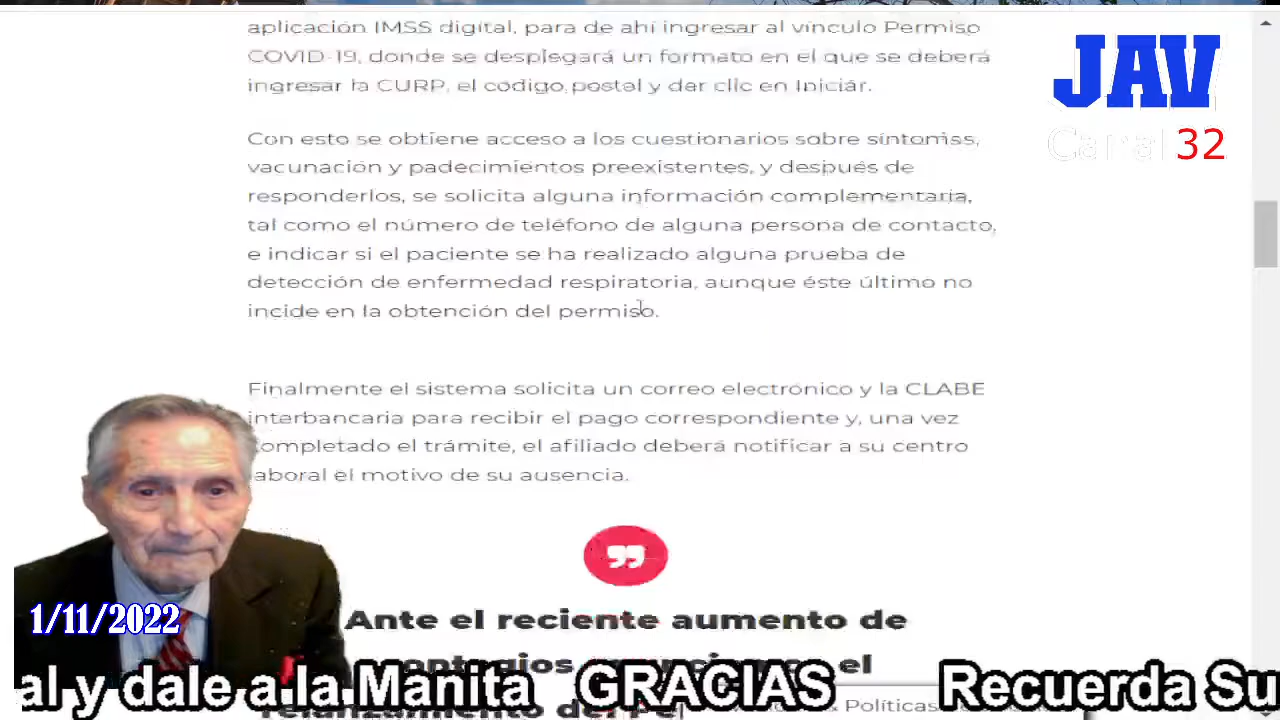 aplicación IMSS digital, para de ahí ingresar al vínculo Permiso
COVID-19, donde se desplegará un formato en el que se deberá
ingresar la CURP, el código postal y dar clic en Iniciar.
JAV
Canal 32
Con esto se obtiene acceso a los cuestionarios sobre síntomas,
vacunación y padecimientos preexistentes, y después de
responderlos, se solicita alguna información complementaria,
tal como el número de teléfono de alguna persona de contacto,
e indicar si el paciente se ha realizado alguna prueba de
detección de enfermedad respiratoria, aunque éste último no
incide en la obtención del permiso.
Finalmente el sistema solicita un correo electrónico y la CLABE
interbancaria para recibir el pago correspondiente y, una vez
completado el trámite, el afiliado deberá notificar a su centro
laboral el motivo de su ausencia.
Ante el reciente aumento de
el
1/11/2022
al y dale a la Manita GRACIAS Recuerda Su
Políticas